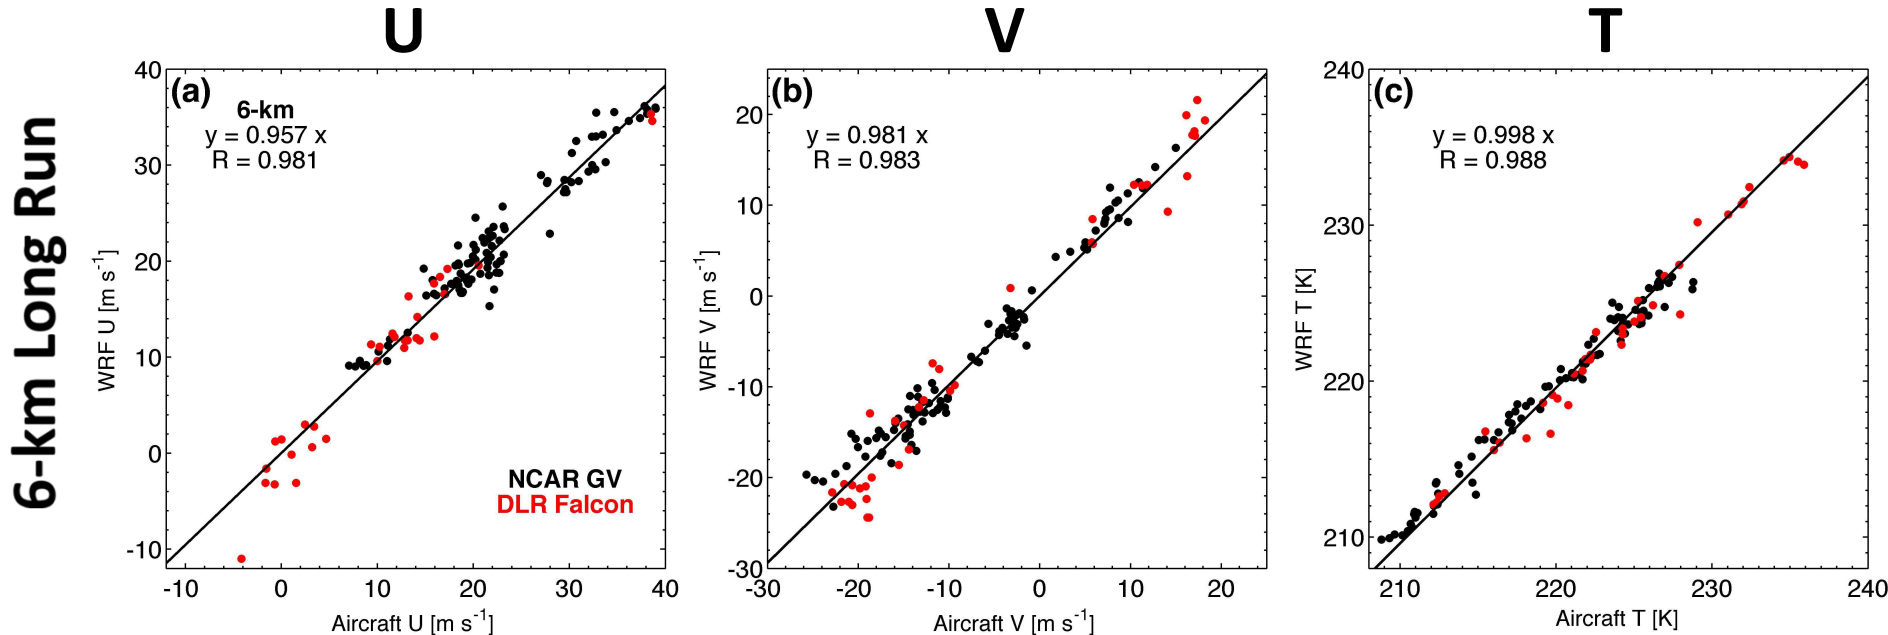 U
V
T
6-km Long Run
(a)
6-km
y = 0.957 x
R = 0.981
NCAR GV
DLR Falcon
40
30
20
10
0
-10
WRF U [m s⁻¹]
-10
0
10
20
30
40
Aircraft U [m s⁻¹]
(b)
y = 0.981 x
R = 0.983
20
10
0
-10
-20
-30
WRF V [m s⁻¹]
-30
-20
-10
0
10
20
Aircraft V [m s⁻¹]
(c)
y = 0.998 x
R = 0.988
240
230
220
210
WRF T [K]
210
220
230
240
Aircraft T [K]